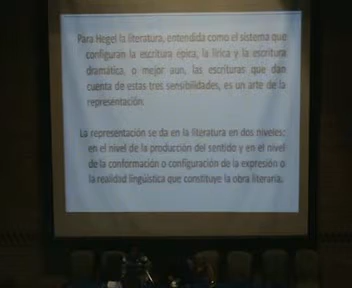 Para Hegel la literatura, entendida como el sistema que
configuran la escritura épica, la lírica y la escritura
dramática, o mejor aun, las escrituras que dan
cuenta de estas tres sensibilidades, es un arte de la
representación.
La representación se da en la literatura en dos niveles:
en el nivel de la producción del sentido y en el nivel
de la conformación o configuración de la expresión o
la realidad lingüística que constituye la obra literaria.